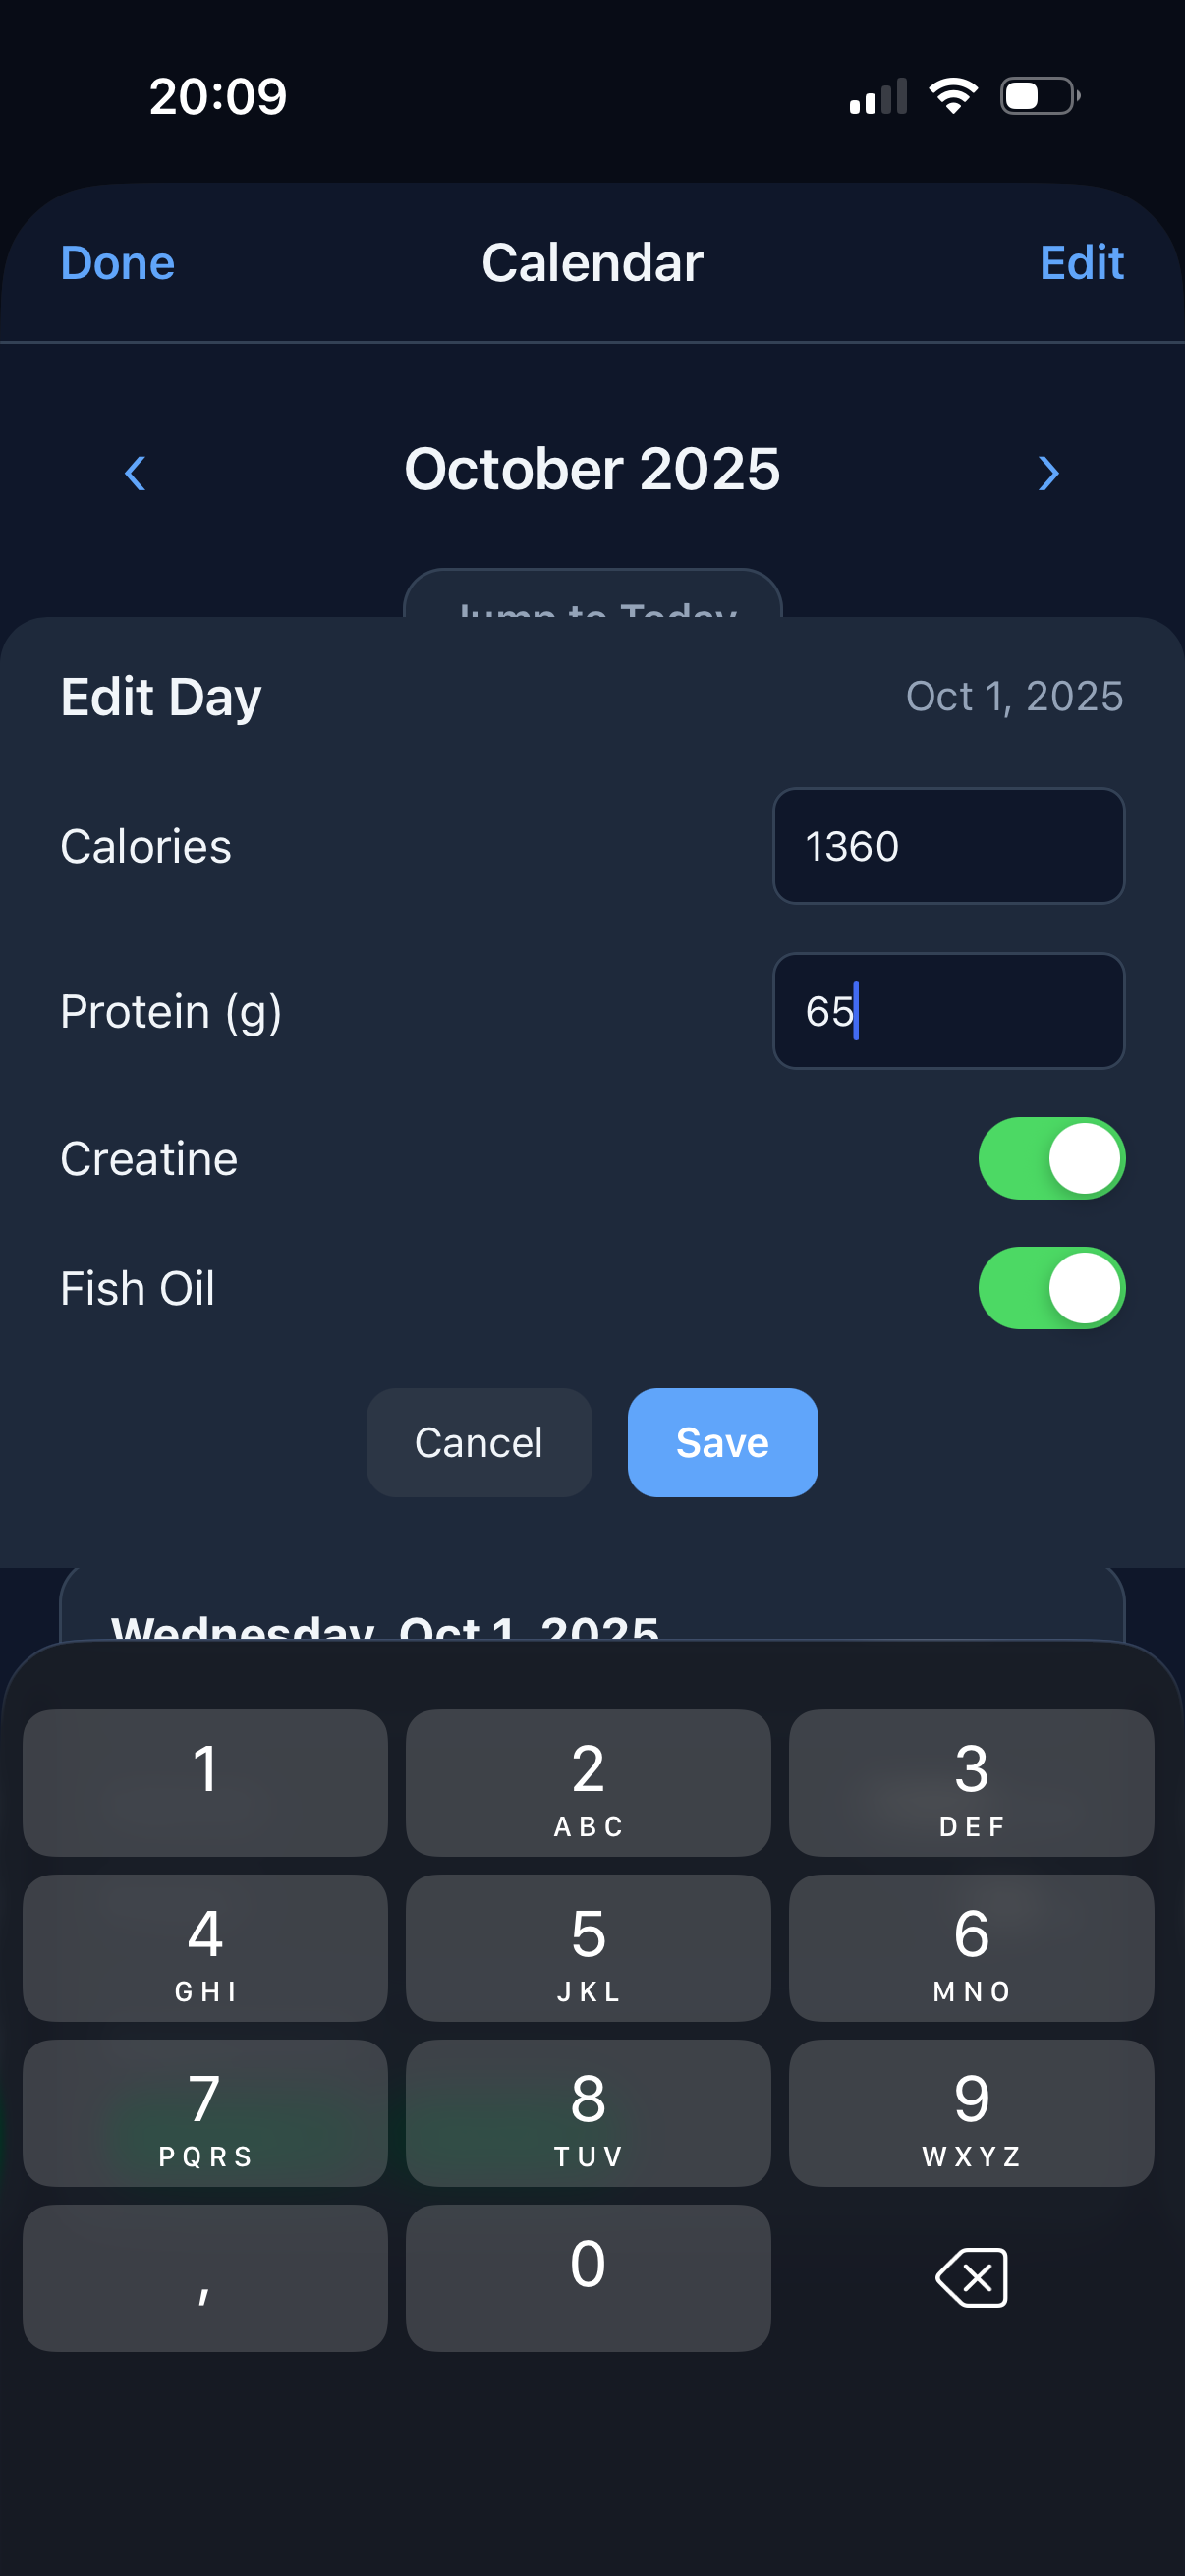 20:09
Done Calendar Edit
‹ October 2025 ›
Jump to Today
Edit Day Oct 1, 2025
Calories 1360
Protein (g) 65
Creatine
Fish Oil
Cancel Save
Wednesday, Oct 1, 2025
1 2 3
ABC DEF
4 5 6
GHI JKL MNO
7 8 9
PQRS TUV WXYZ
, 0